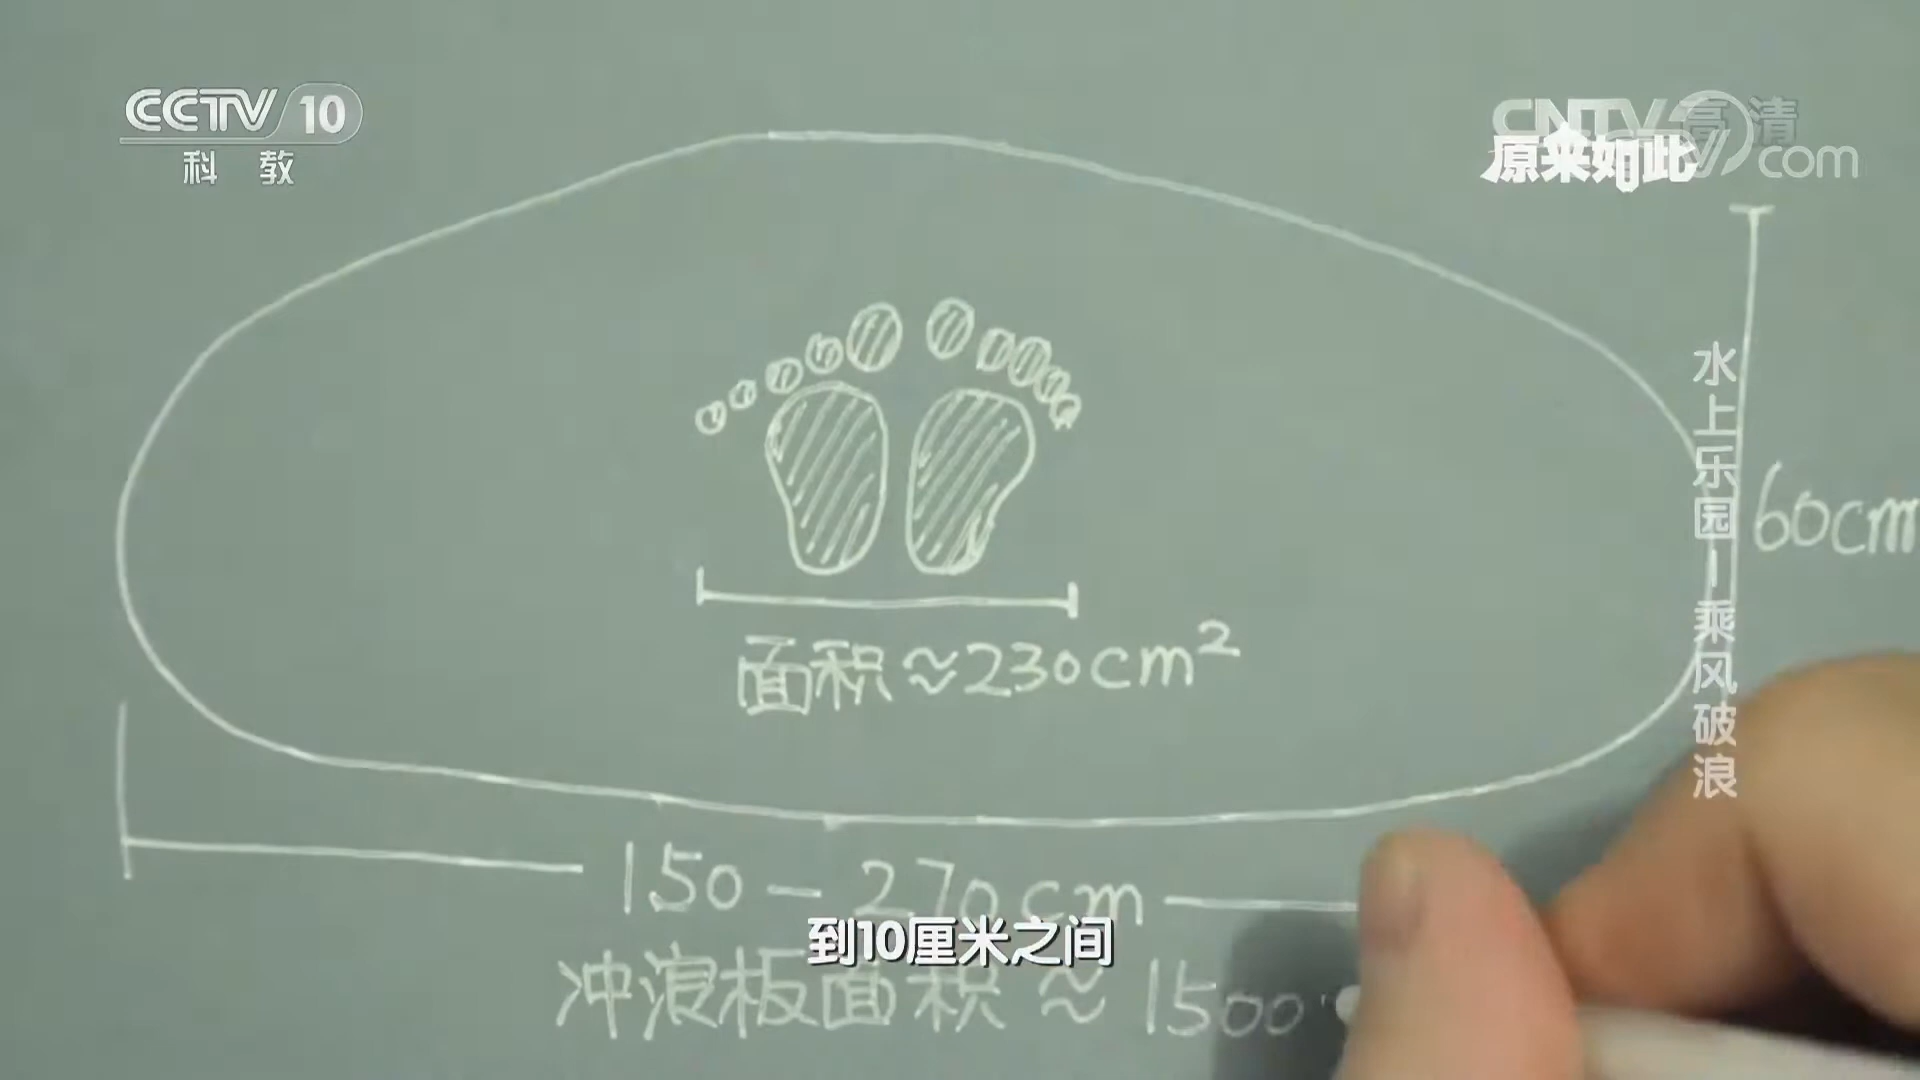 CCTV 10
科 教
CNTV 高清
原来如此
com
水上乐园－乘风破浪
60cm
面积≈230cm²
150－270cm
到10厘米之间
冲浪板面积≈1500